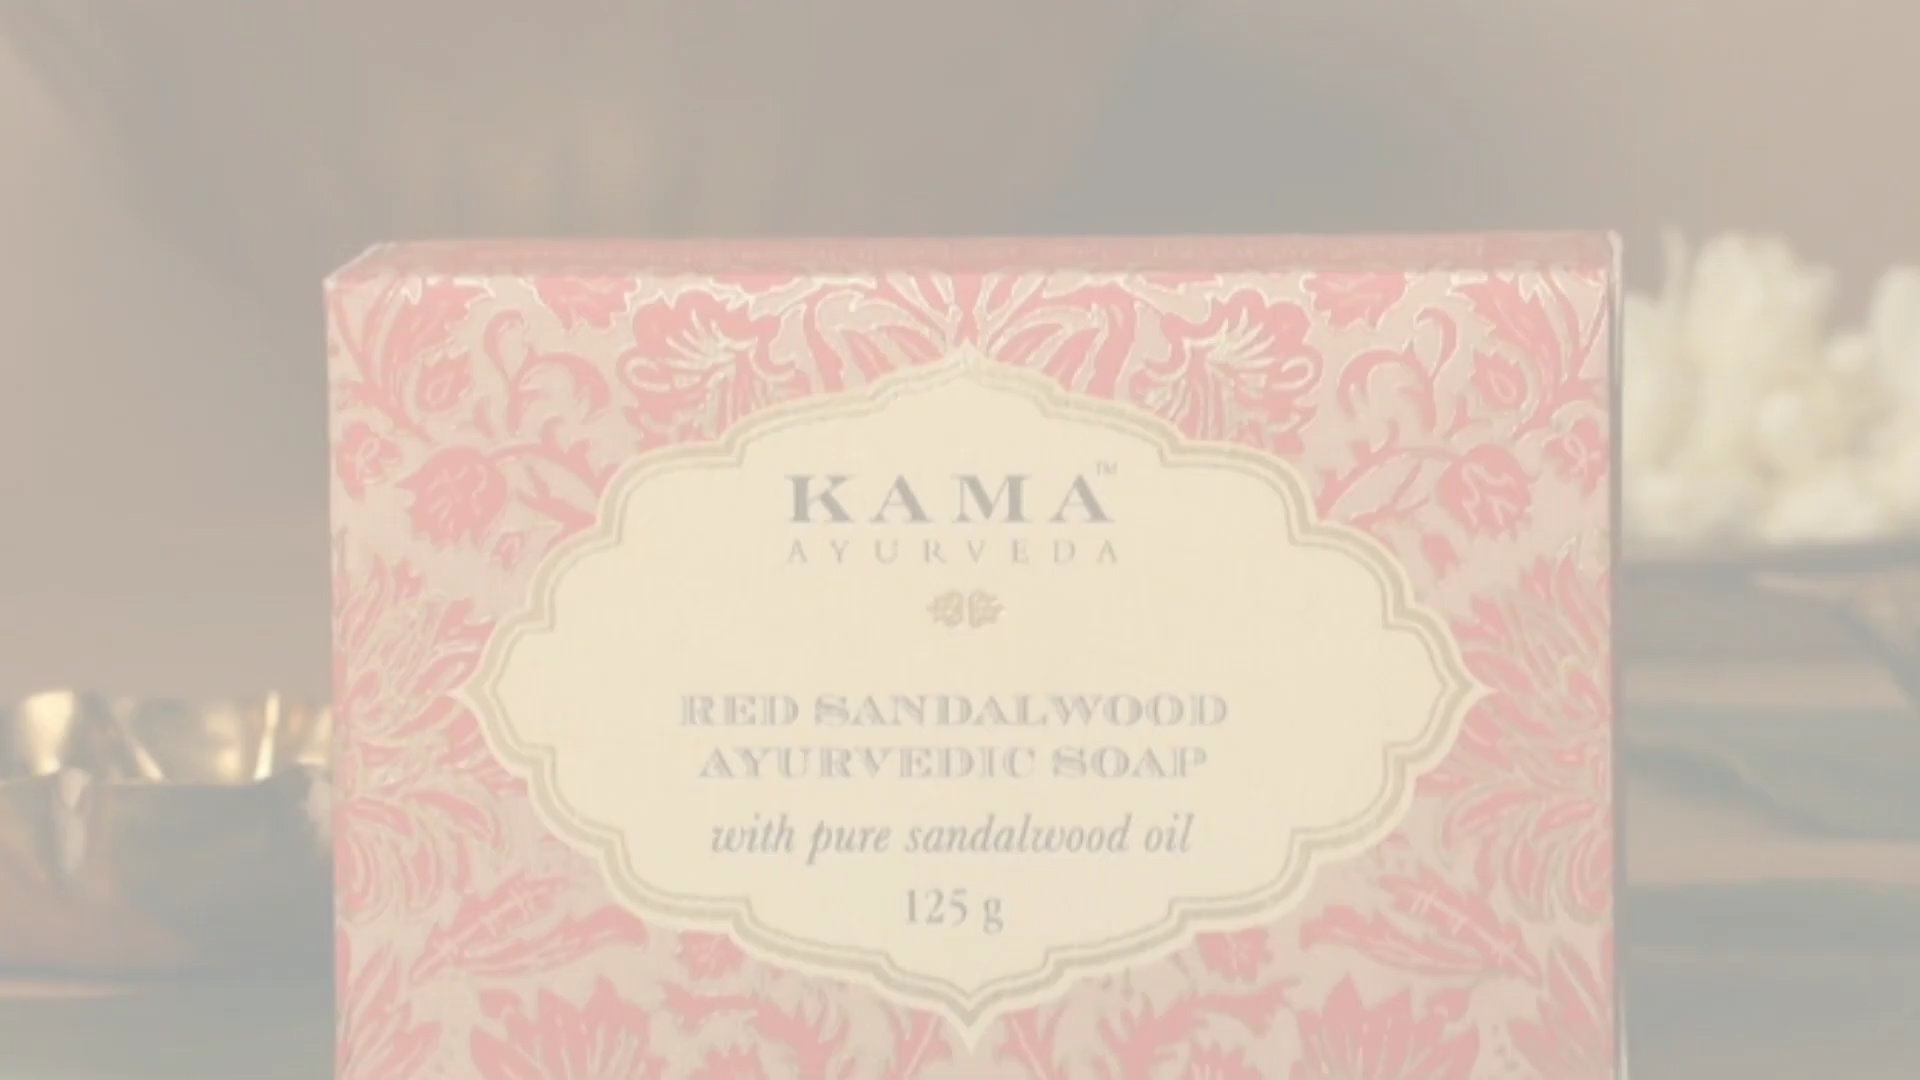 KAMA™
AYURVEDA
RED SANDALWOOD
AYURVEDIC SOAP
with pure sandalwood oil
125 g